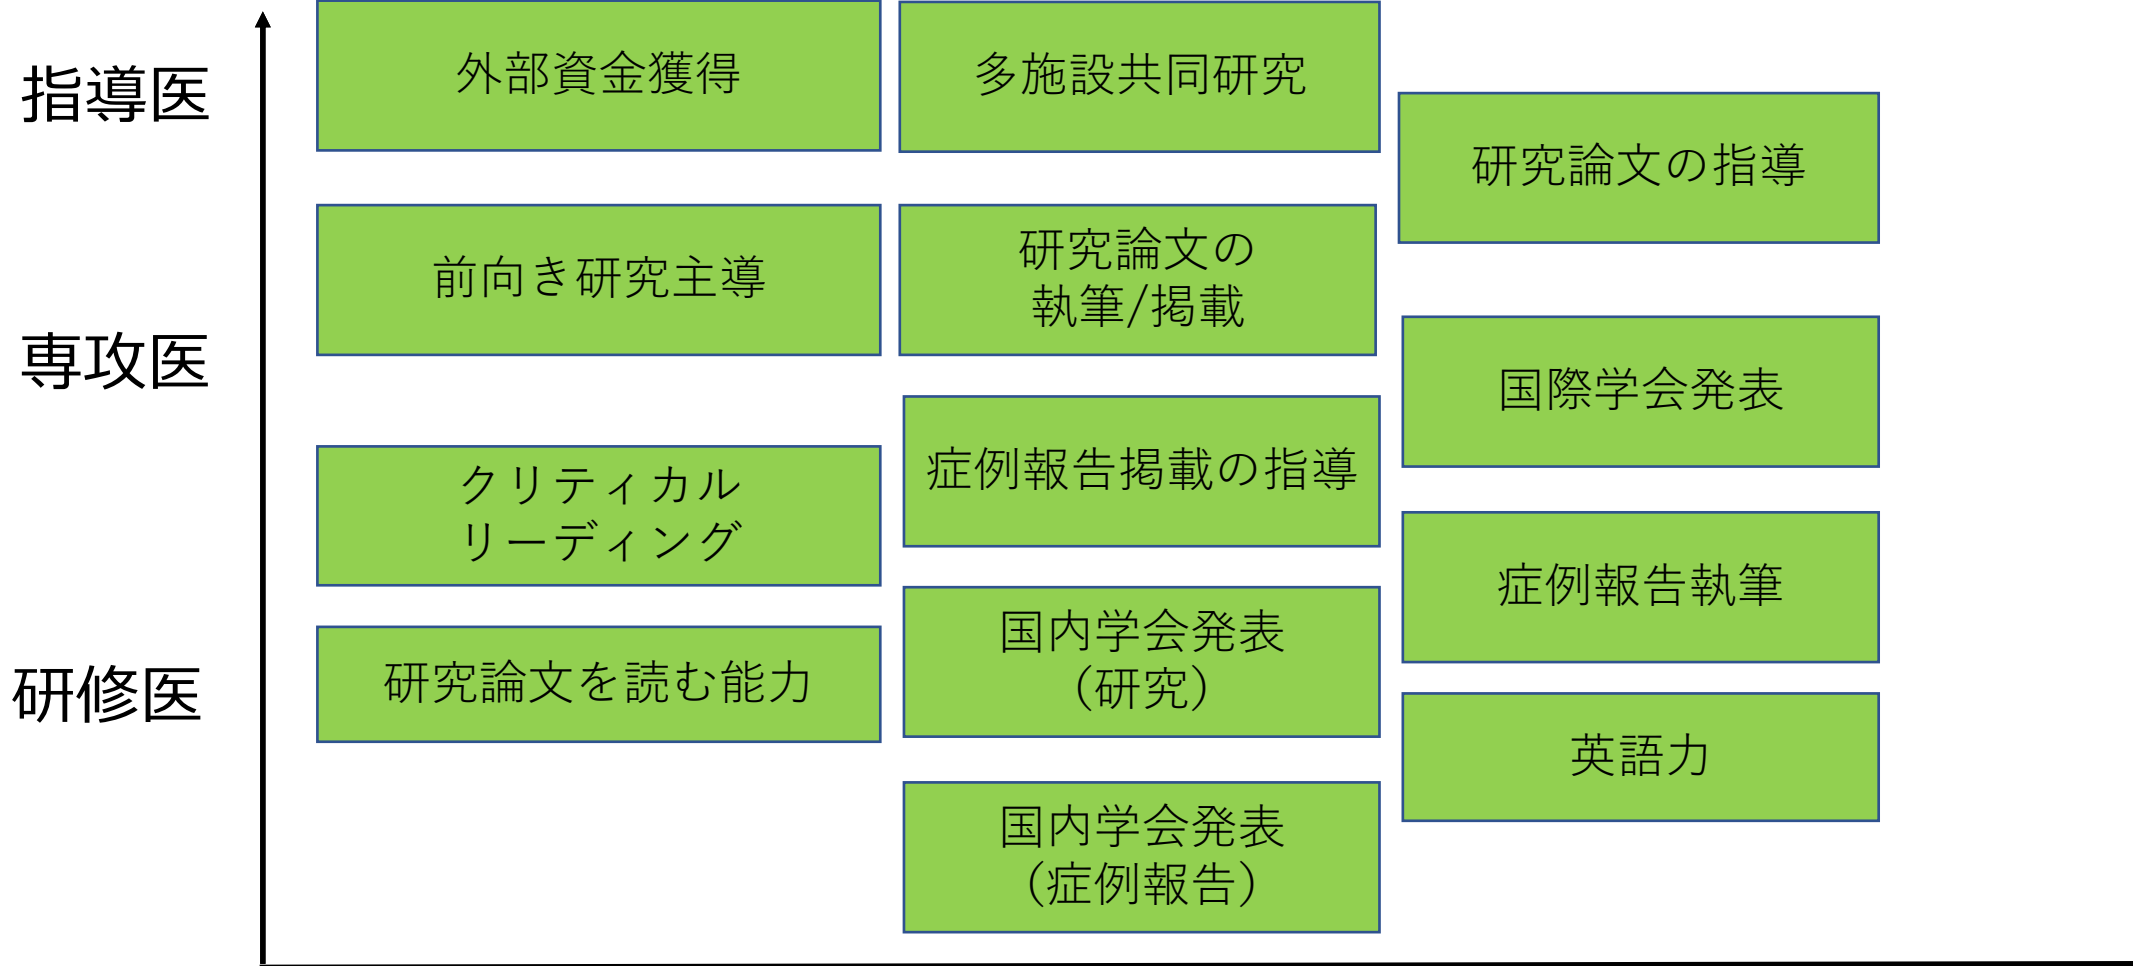 指導医
外部資金獲得
多施設共同研究
研究論文の指導
専攻医
前向き研究主導
研究論文の
執筆/掲載
国際学会発表
クリティカル
リーディング
症例報告掲載の指導
症例報告執筆
研修医
研究論文を読む能力
国内学会発表
（研究）
英語力
国内学会発表
（症例報告）